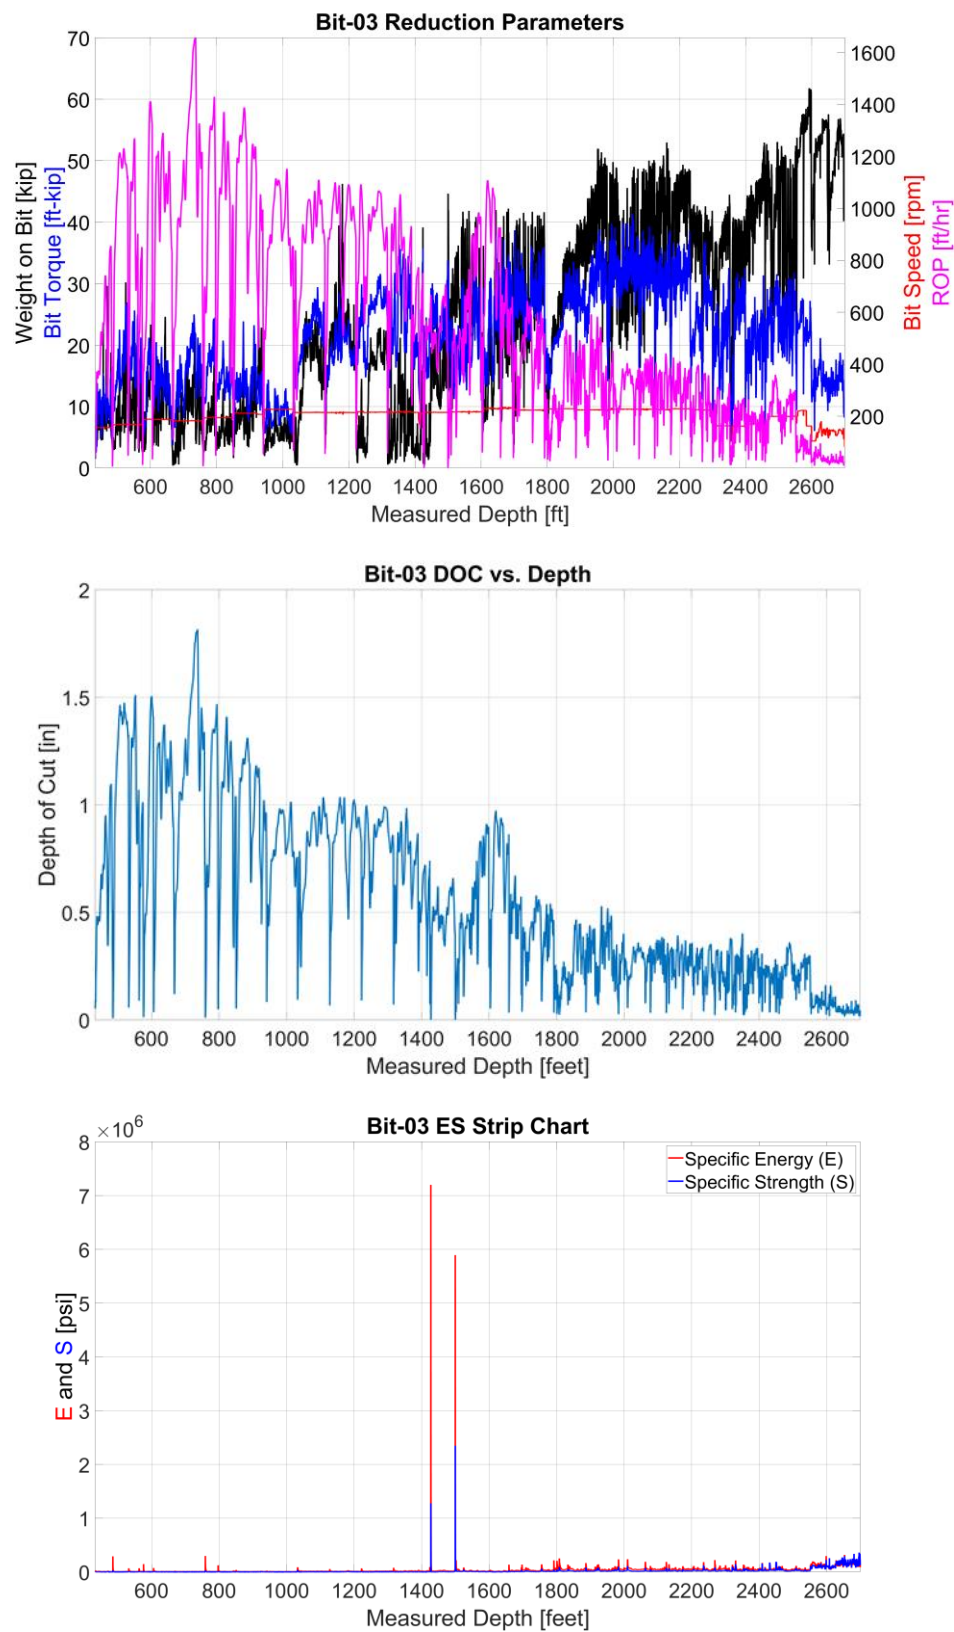 Bit-03 Reduction Parameters
70
60
50
40
30
20
10
0
Weight on Bit [kip]
Bit Torque [ft-kip]
1600
1400
1200
1000
800
600
400
200
Bit Speed [rpm]
ROP [ft/hr]
600 800 1000 1200 1400 1600 1800 2000 2200 2400 2600
Measured Depth [ft]
Bit-03 DOC vs. Depth
2
1.5
1
0.5
0
Depth of Cut [in]
600 800 1000 1200 1400 1600 1800 2000 2200 2400 2600
Measured Depth [feet]
Bit-03 ES Strip Chart
×10⁶
8
7
6
5
4
3
2
1
0
E and S [psi]
Specific Energy (E)
Specific Strength (S)
600 800 1000 1200 1400 1600 1800 2000 2200 2400 2600
Measured Depth [feet]